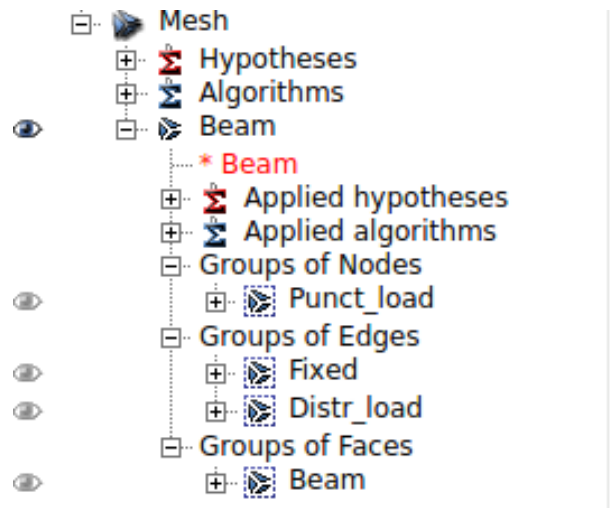 Mesh
Hypotheses
Algorithms
Beam
* Beam
Applied hypotheses
Applied algorithms
Groups of Nodes
Punct_load
Groups of Edges
Fixed
Distr_load
Groups of Faces
Beam